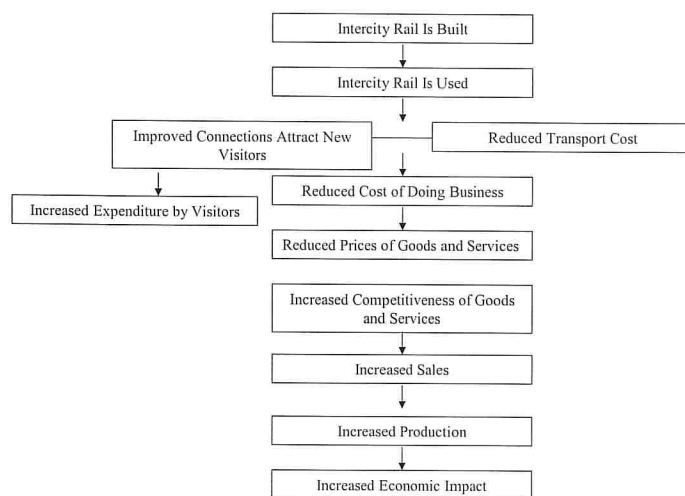 Intercity Rail Is Built
Intercity Rail Is Used
Improved Connections Attract New
Visitors
Reduced Transport Cost
Reduced Cost of Doing Business
Increased Expenditure by Visitors
Reduced Prices of Goods and Services
Increased Competitiveness of Goods
and Services
Increased Sales
Increased Production
Increased Economic Impact